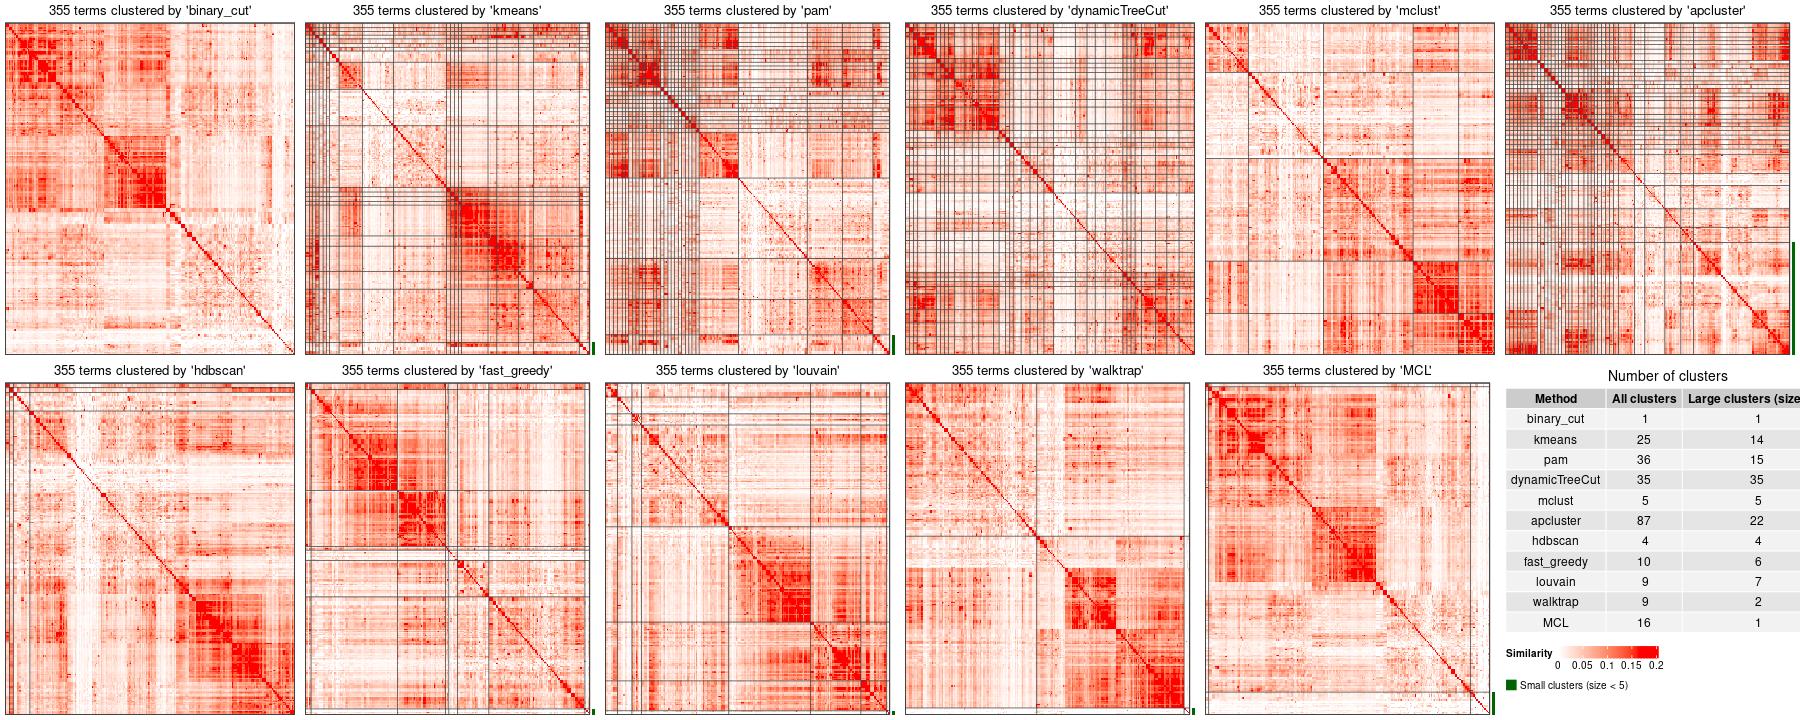 355 terms clustered by 'binary_cut'
355 terms clustered by 'kmeans'
355 terms clustered by 'pam'
355 terms clustered by 'dynamicTreeCut'
355 terms clustered by 'mclust'
355 terms clustered by 'apcluster'
355 terms clustered by 'hdbscan'
355 terms clustered by 'fast_greedy'
355 terms clustered by 'louvain'
355 terms clustered by 'walktrap'
355 terms clustered by 'MCL'
Number of clusters
Method All clusters Large clusters (size
binary_cut 1 1
kmeans 25 14
pam 36 15
dynamicTreeCut 35 35
mclust 5 5
apcluster 87 22
hdbscan 4 4
fast_greedy 10 6
louvain 9 7
walktrap 9 2
MCL 16 1
Similarity
0 0.05 0.1 0.15 0.2
Small clusters (size < 5)